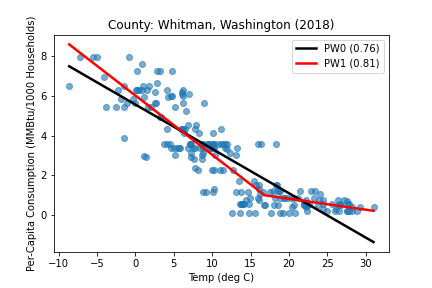 County: Whitman, Washington (2018)
Per-Capita Consumption (MMBtu/1000 Households)
8
6
4
2
0
PW0 (0.76)
PW1 (0.81)
−10
−5
0
5
10
15
20
25
30
Temp (deg C)